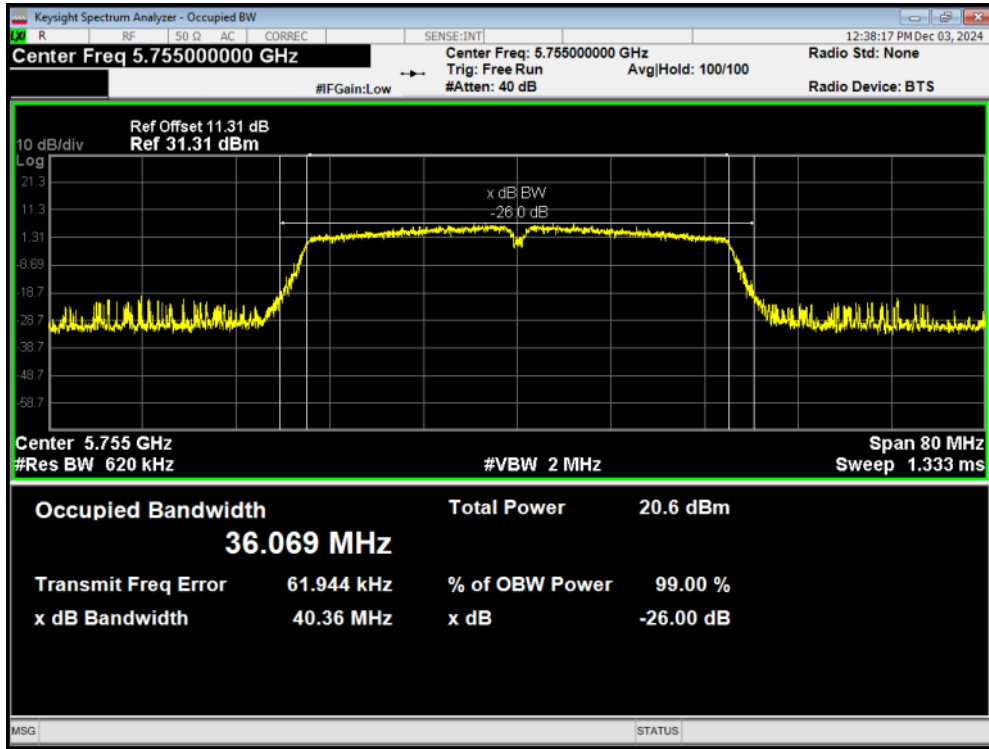 Keysight Spectrum Analyzer - Occupied BW
LXI R RF 50 Ω AC CORREC SENSE:INT 12:38:17 PM Dec 03, 2024
Center Freq 5.755000000 GHz Center Freq: 5.755000000 GHz Radio Std: None
Trig: Free Run Avg|Hold: 100/100
#IFGain:Low #Atten: 40 dB Radio Device: BTS
Ref Offset 11.31 dB
10 dB/div Ref 31.31 dBm
Log
21.3
x dB BW
11.3 -26.0 dB
1.31
-8.69
-18.7
-28.7
-38.7
-48.7
-58.7
Center 5.755 GHz Span 80 MHz
#Res BW 620 kHz #VBW 2 MHz Sweep 1.333 ms
Occupied Bandwidth Total Power 20.6 dBm
36.069 MHz
Transmit Freq Error 61.944 kHz % of OBW Power 99.00 %
x dB Bandwidth 40.36 MHz x dB -26.00 dB
MSG STATUS